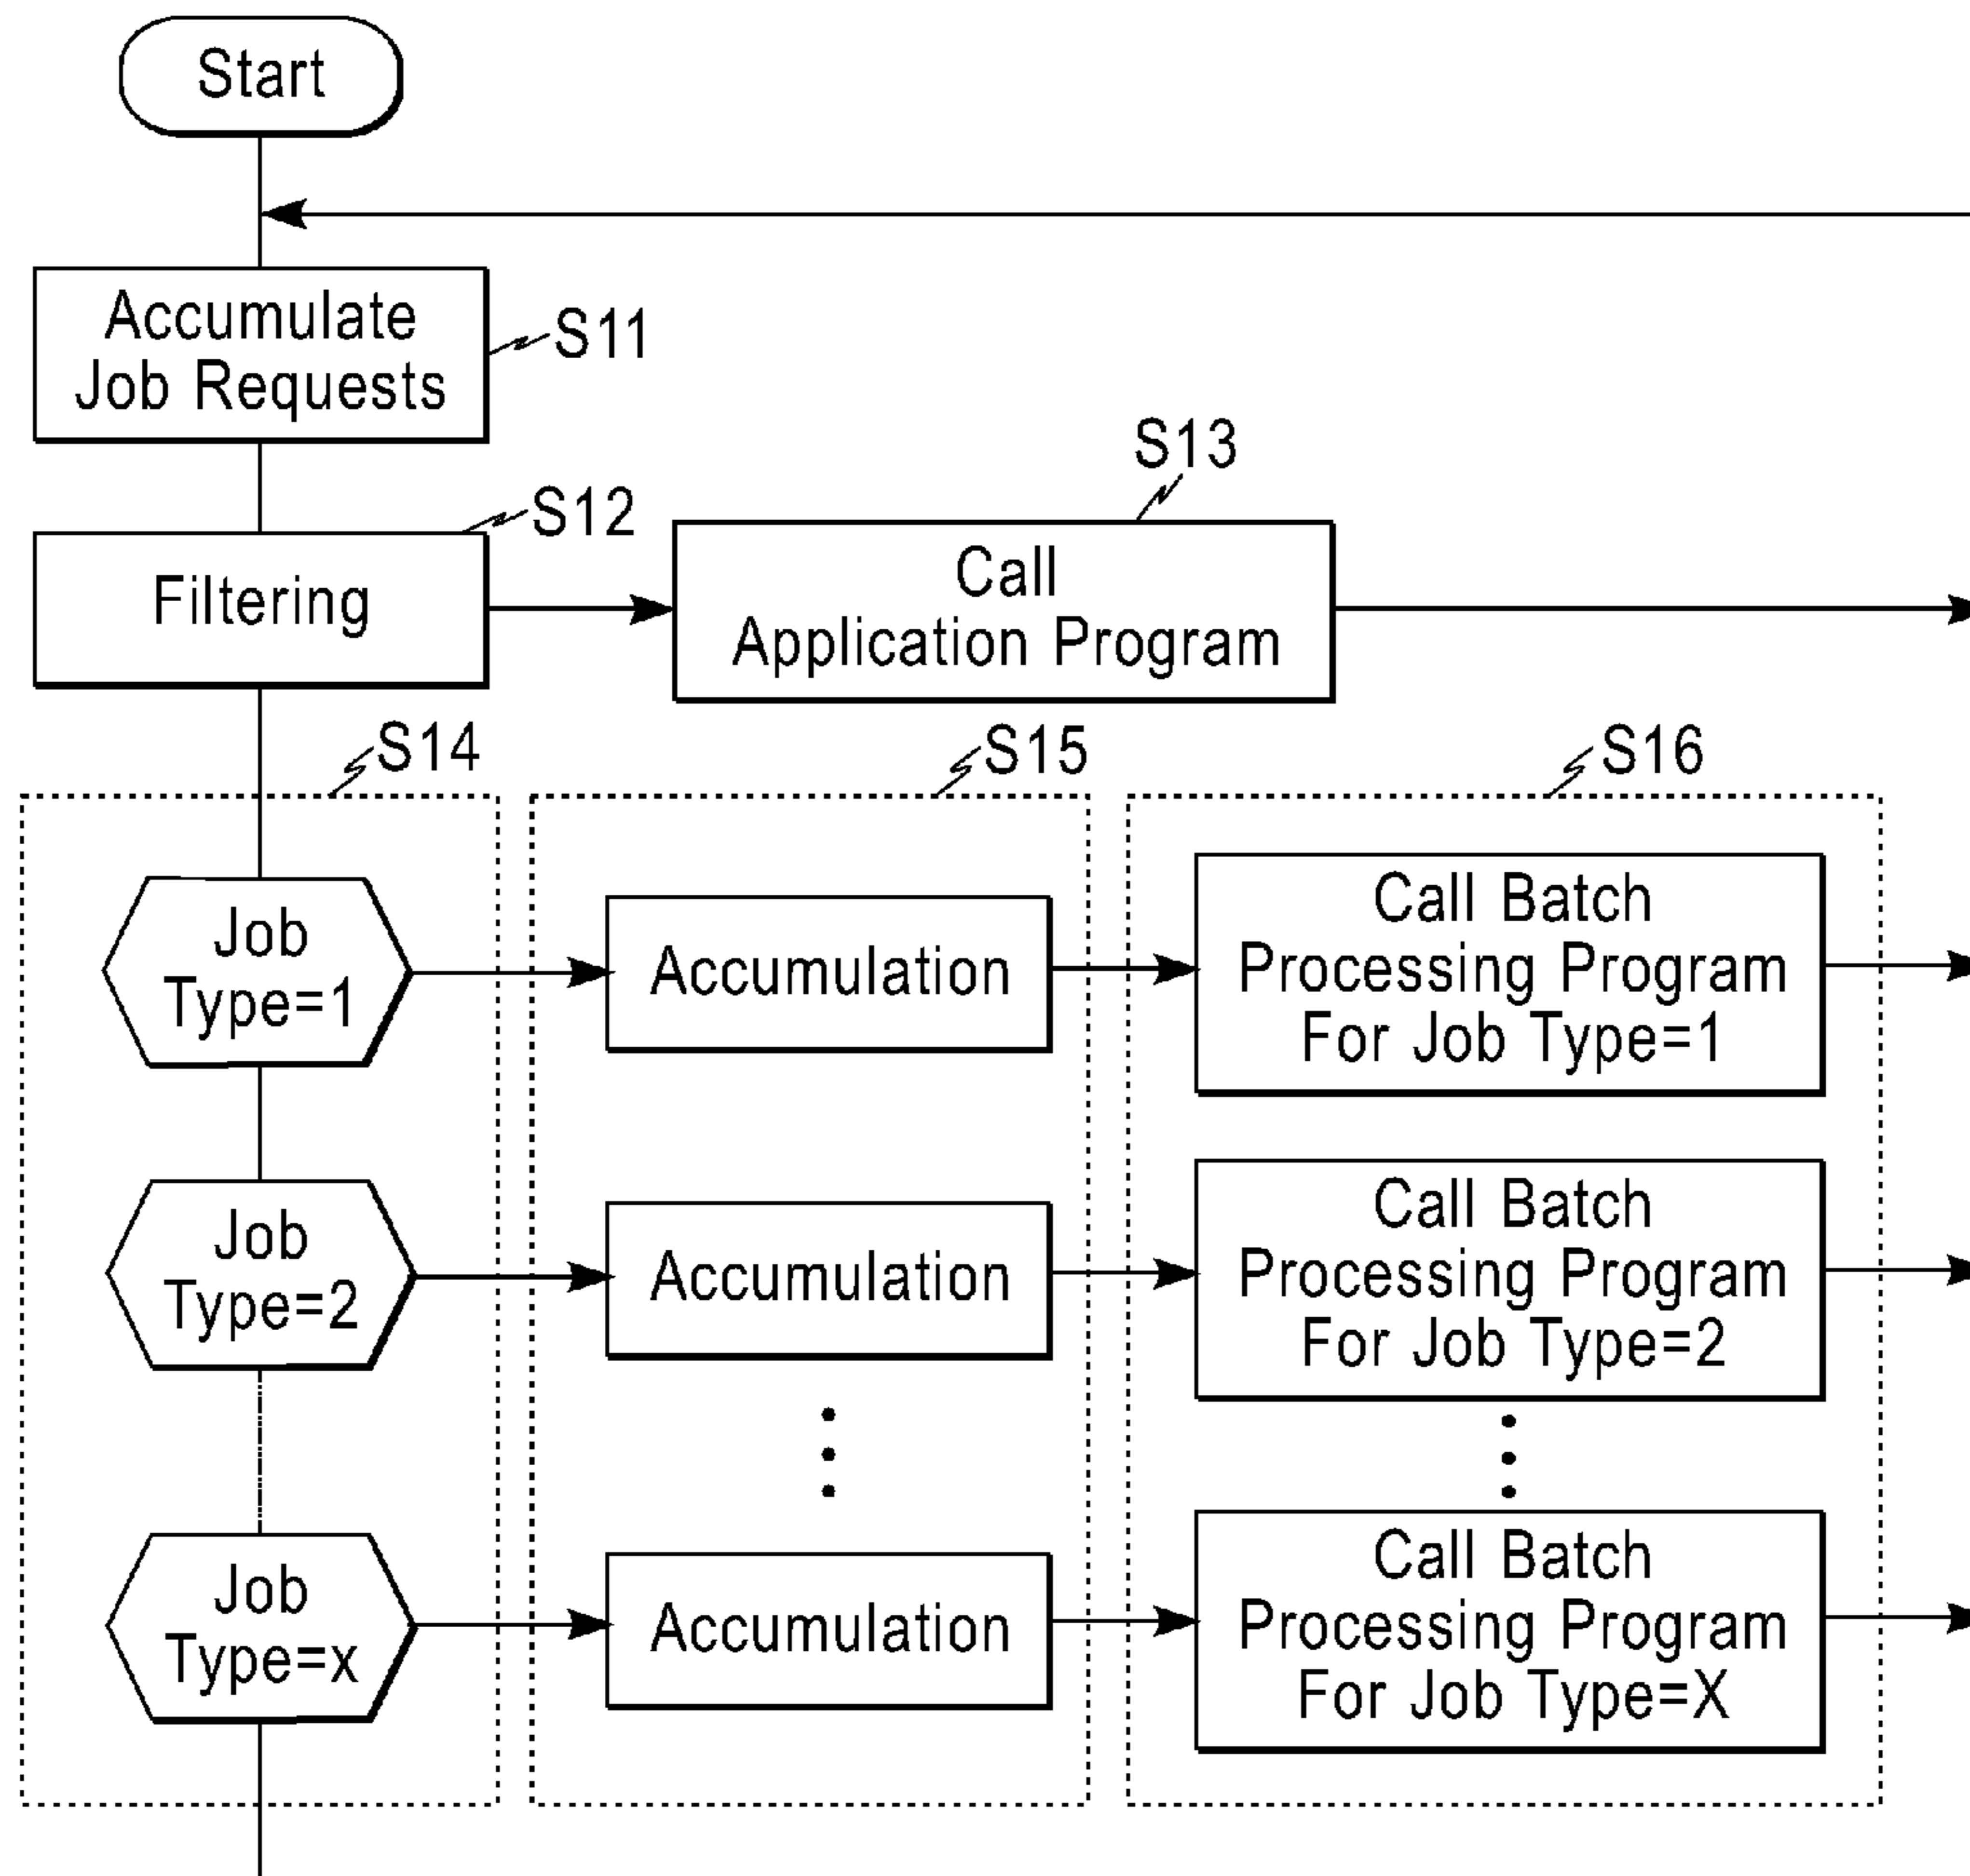 Start
Accumulate
Job Requests
S11
S12
Filtering
S13
Call
Application Program
S14
S15
S16
Job
Type=1
Accumulation
Call Batch
Processing Program
For Job Type=1
Job
Type=2
Accumulation
Call Batch
Processing Program
For Job Type=2
Job
Type=x
Accumulation
Call Batch
Processing Program
For Job Type=X